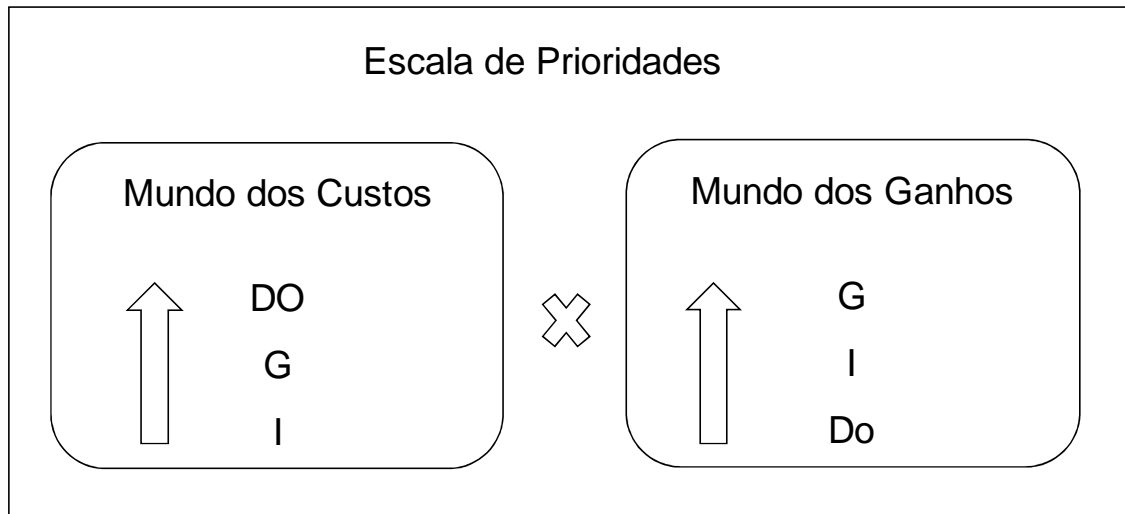 Escala de Prioridades
Mundo dos Custos
DO
G
I
Mundo dos Ganhos
G
I
Do